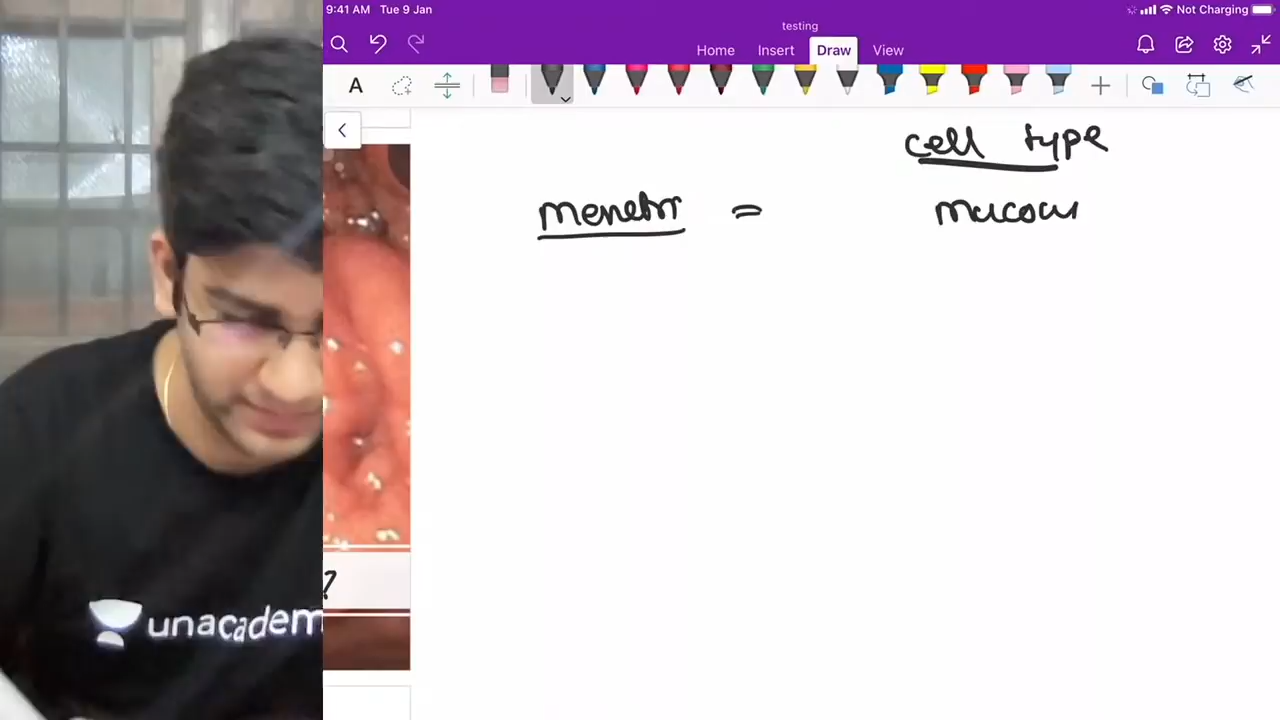 9:41 AM Tue 9 Jan
Not Charging
testing
Home Insert Draw View
A
cell type
menetr = mucous
?
unacadem